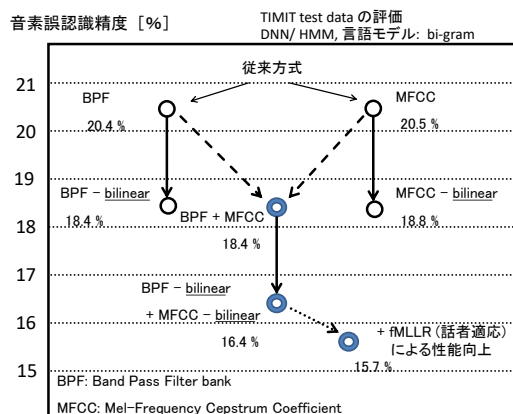 音素誤認識精度 [%]
TIMIT test data の評価
DNN/ HMM, 言語モデル: bi-gram
従来方式
21
BPF
MFCC
20
20.4 %
20.5 %
19
BPF – bilinear
MFCC – bilinear
18.4 %
18.8 %
BPF + MFCC
18
18.4 %
17
BPF – bilinear
+ MFCC – bilinear
16
16.4 %
+ fMLLR (話者適応)
による性能向上
15.7 %
15
BPF: Band Pass Filter bank
MFCC: Mel-Frequency Cepstrum Coefficient